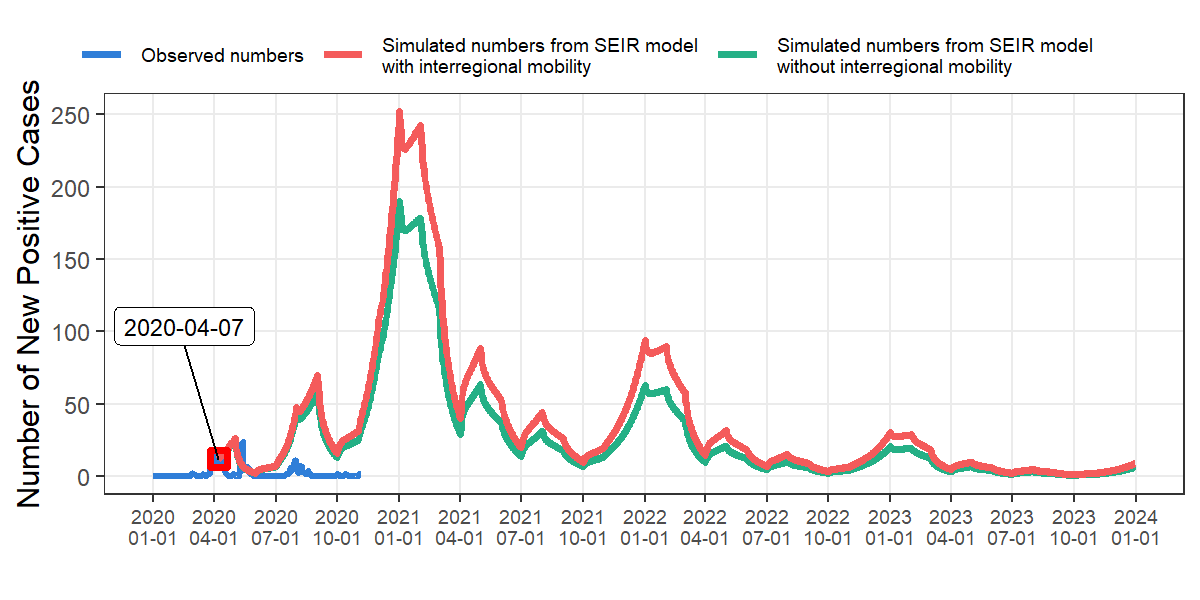 Observed numbers
Simulated numbers from SEIR model
with interregional mobility
Simulated numbers from SEIR model
without interregional mobility
Number of New Positive Cases
250
200
150
100
50
0
2020-04-07
2020 2020 2020 2020 2021 2021 2021 2021 2022 2022 2022 2022 2023 2023 2023 2023 2024
01-01 04-01 07-01 10-01 01-01 04-01 07-01 10-01 01-01 04-01 07-01 10-01 01-01 04-01 07-01 10-01 01-01